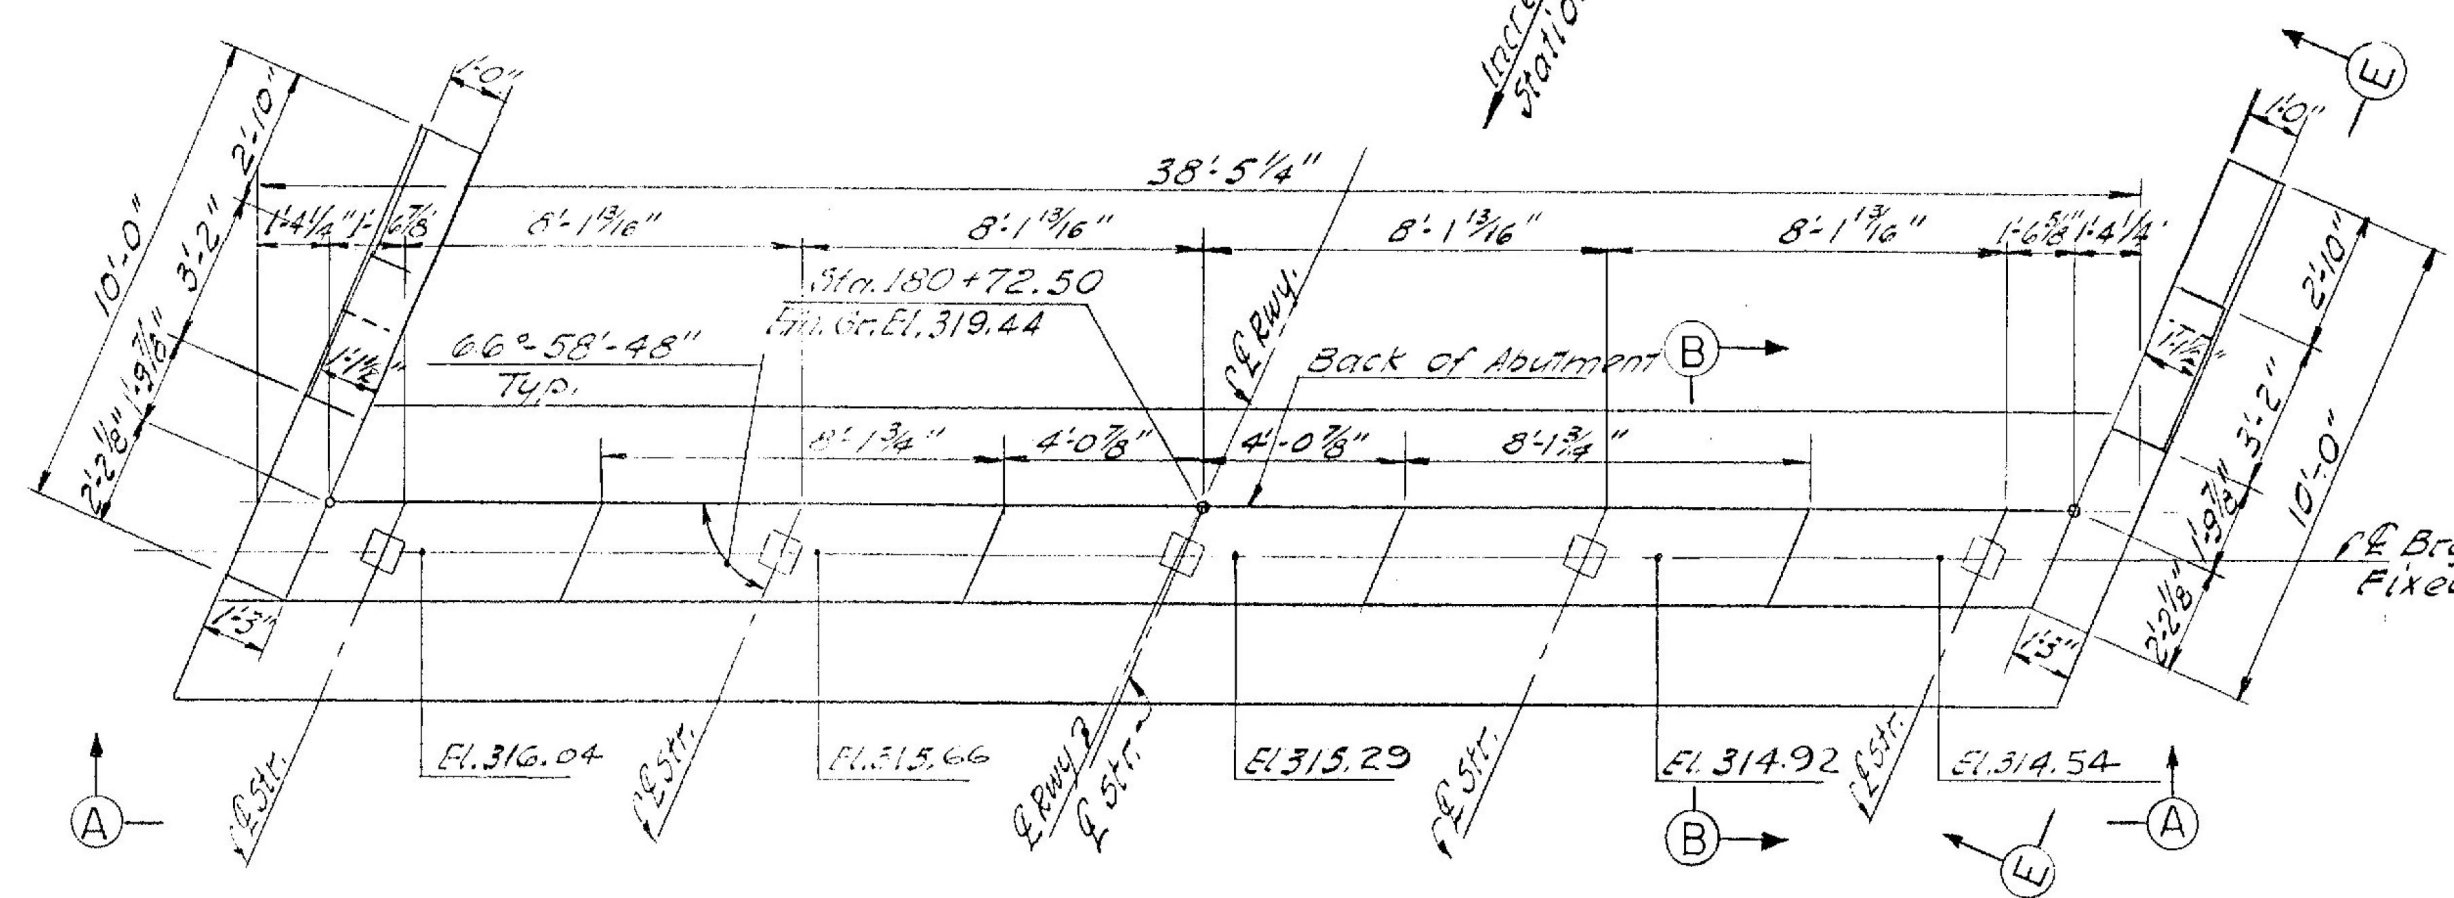 Incre
Statio
E
1'-0"
1'-0"
10'-0"
2'-10"
3'-2"
1'-9 7/8"
2'-2 1/8"
38'-5 1/4"
1'-4 1/4" 1'-6 7/8 8'-1 13/16" 8'-1 13/16" 8'-1 13/16" 8'-1 13/16" 1'-6 5/8" 1'-4 1/4"
Sta. 180+72.50
Fin. Gr. El. 319.44
66°-58'-48"
Typ.
℄ Rwy.
Back of Abutment
B
1'-1 1/2"
1'-1 1/2"
2'-10"
3'-2"
1'-9 7/8"
2'-2 1/8"
10'-0"
8'-1 3/4" 4'-0 7/8" 4'-0 7/8" 8'-1 3/4"
Fixe
1'-3"
1'-3"
El. 316.04
El. 315.66
El 315.29
El. 314.92
El. 314.54
℄ Str.
℄ Str.
℄ Rwy
℄ Str.
℄ Str.
℄ Str.
A
B
E
A